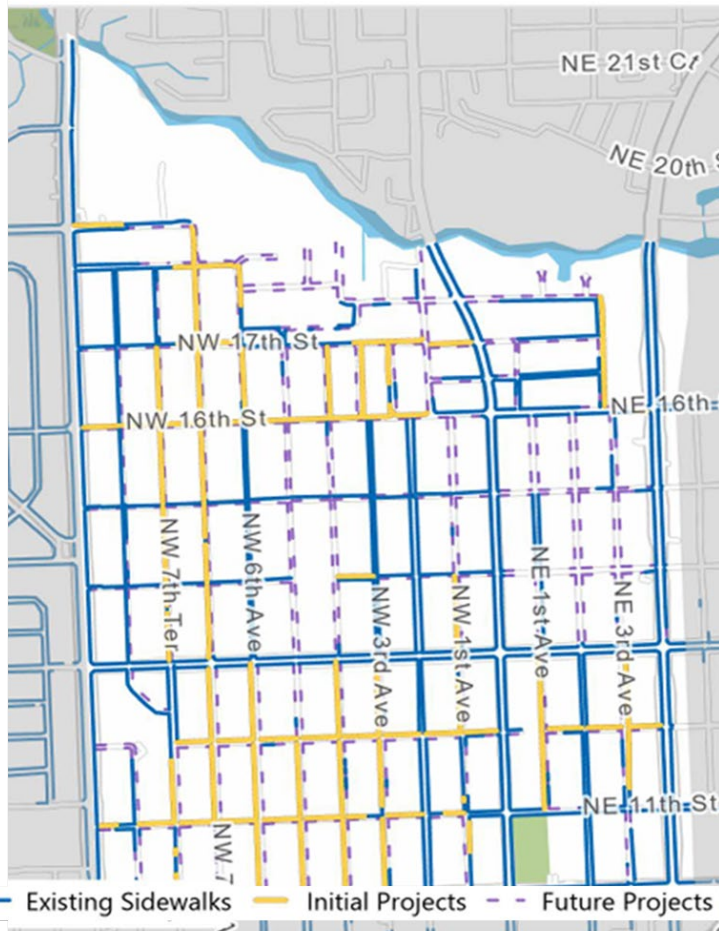 NE 21st Ct
NE 20th S
NW 17th St
NE 16th
NW 16th St
NW 7th Ter
NW 6th Ave
NE 1st Ave
NW 3rd Ave
NW 1st Ave
NE 3rd Ave
NE 11th St
NW 7
Existing Sidewalks Initial Projects Future Projects